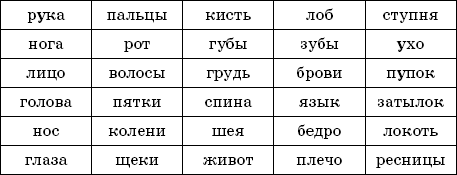 рука пальцы кисть лоб ступня
нога рот губы зубы ухо
лицо волосы грудь брови пупок
голова пятки спина язык затылок
нос колени шея бедро локоть
глаза щеки живот плечо ресницы